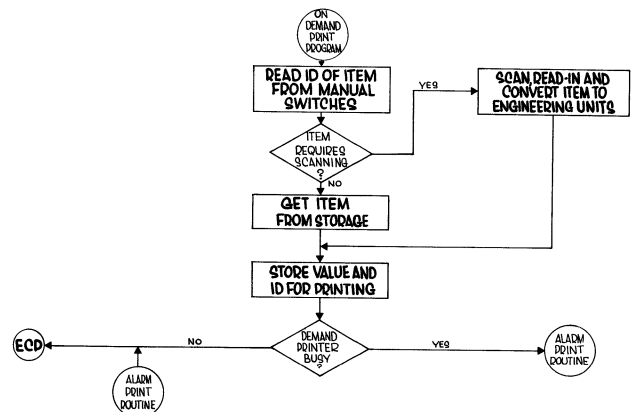 ON
DEMAND
PRINT
PROGRAM
READ ID OF ITEM
FROM MANUAL
SWITCHES
YES
SCAN, READ-IN AND
CONVERT ITEM TO
ENGINEERING UNITS
ITEM
REQUIRES
SCANNING
?
NO
GET ITEM
FROM STORAGE
STORE VALUE AND
ID FOR PRINTING
ECP
NO
DEMAND
PRINTER
BUSY
?
YES
ALARM
PRINT
ROUTINE
ALARM
PRINT
ROUTINE